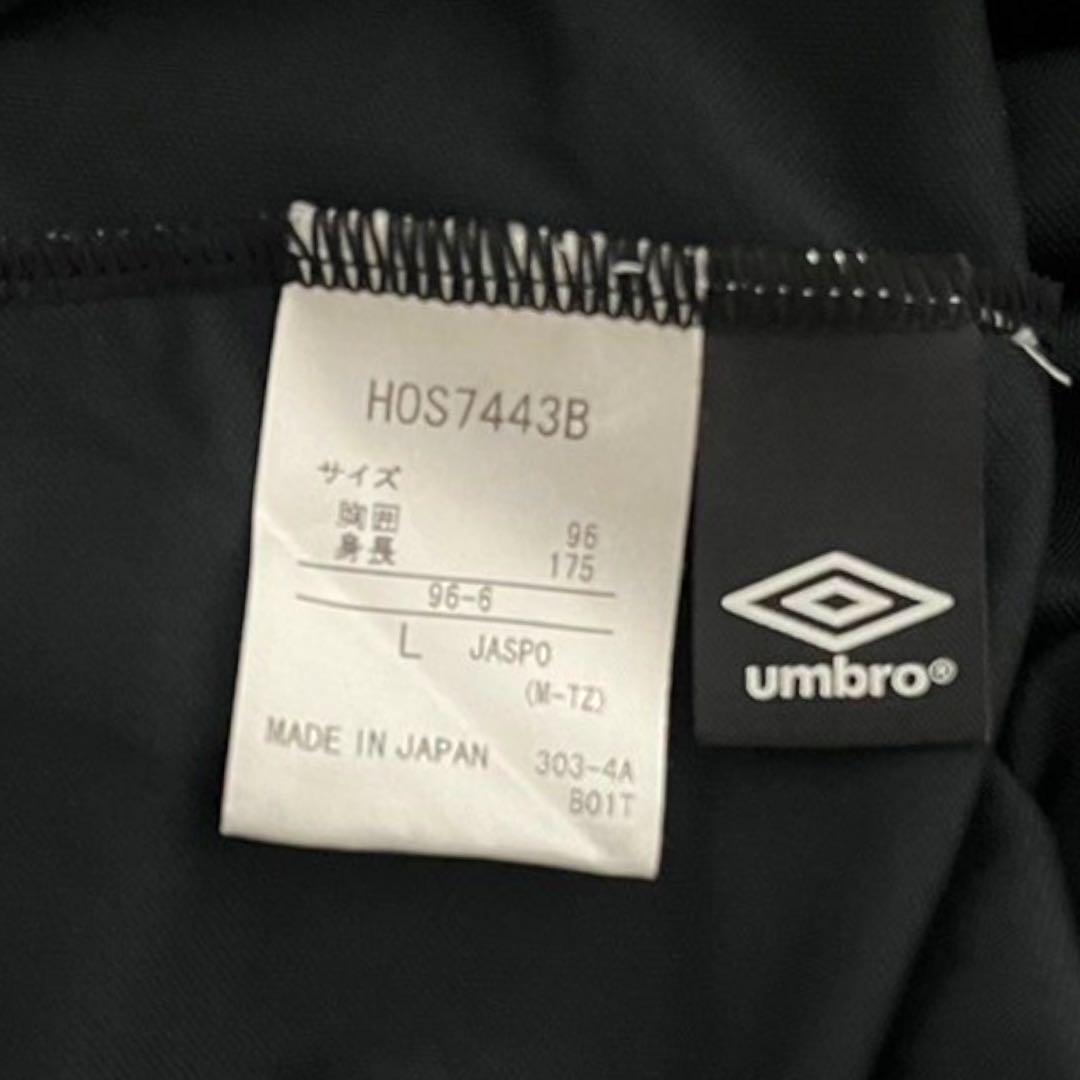 HOS7443B
サイズ
胸囲 96
身長 175
96-6
L JASPO
(M-TZ)
MADE IN JAPAN 303-4A
B01T
umbro®